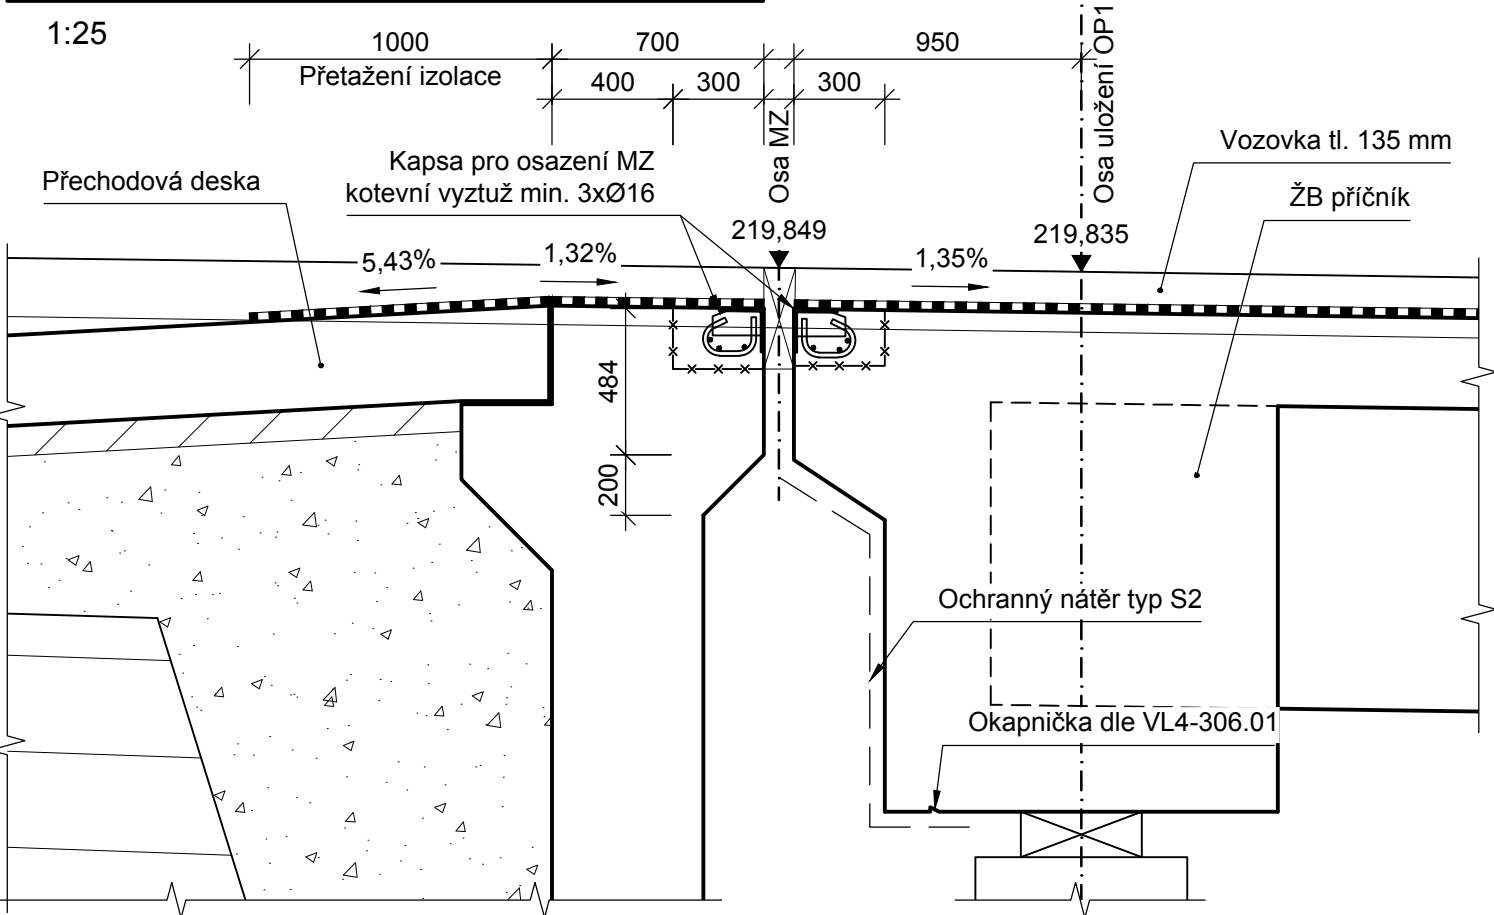 1:25
1000
700
950
Přetažení izolace
400
300
300
Osa MZ
Osa uložení OP1
Přechodová deska
Kapsa pro osazení MZ
kotevní vyztuž min. 3xØ16
Vozovka tl. 135 mm
ŽB příčník
219,849
219,835
5,43%
1,32%
1,35%
484
200
Ochranný nátěr typ S2
Okapnička dle VL4-306.01